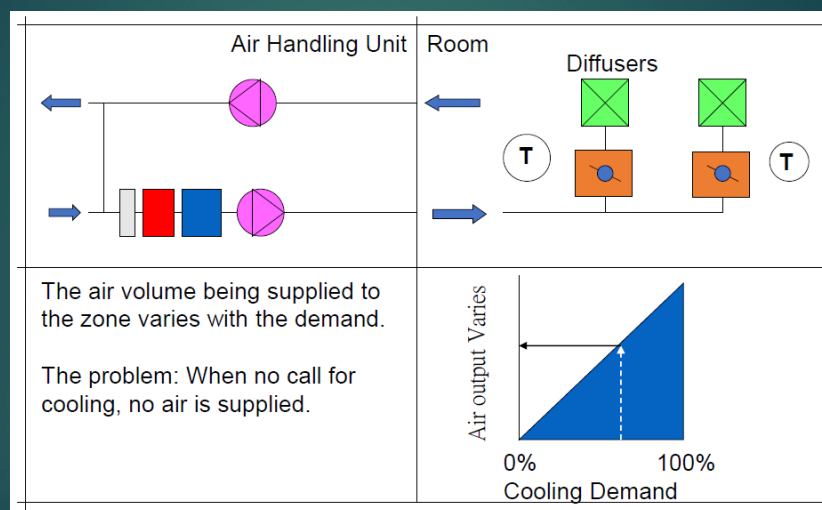 Air Handling Unit
Room
Diffusers
T
T
The air volume being supplied to
the zone varies with the demand.
The problem: When no call for
cooling, no air is supplied.
Air output Varies
0%
100%
Cooling Demand